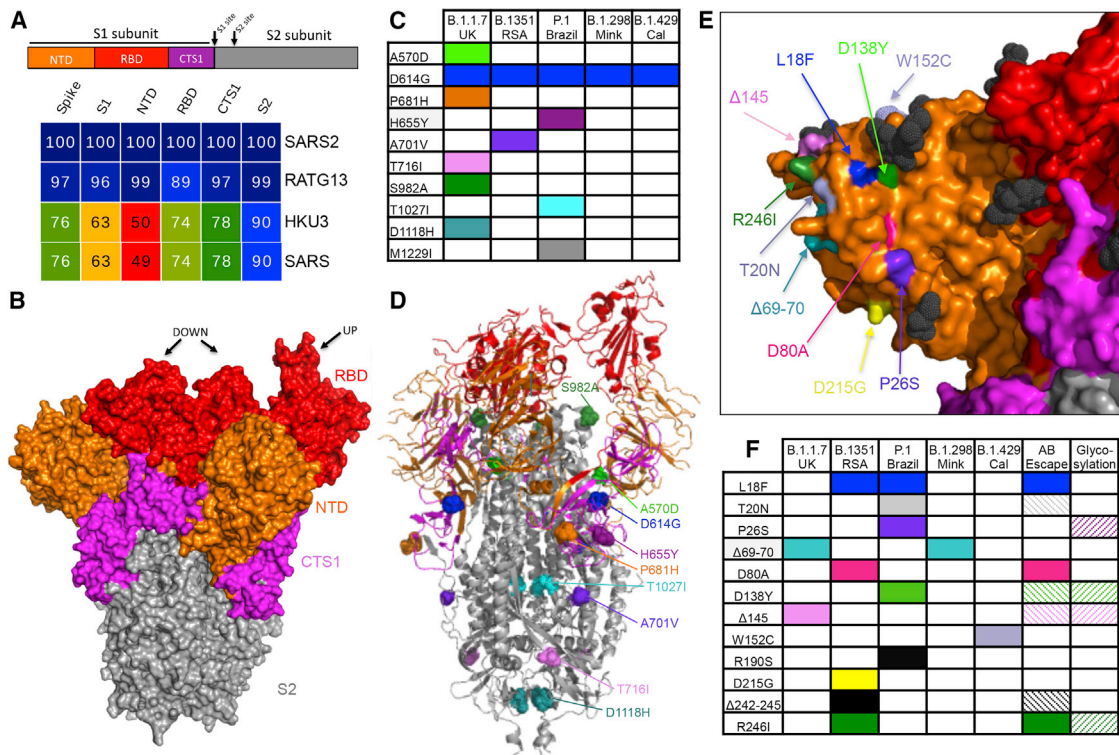 A
S1 subunit
S1 site
S2 site
S2 subunit
NTD RBD CTS1
Spike S1 NTD RBD CTS1 S2
100 100 100 100 100 100 SARS2
97 96 99 89 97 99 RATG13
76 63 50 74 78 90 HKU3
76 63 49 74 78 90 SARS
B
DOWN
UP
RBD
NTD
CTS1
S2
C
B.1.1.7 B.1351 P.1 B.1.298 B.1.429
UK RSA Brazil Mink Cal
A570D
D614G
P681H
H655Y
A701V
T716I
S982A
T1027I
D1118H
M1229I
D
S982A
A570D
D614G
H655Y
P681H
T1027I
A701V
T716I
D1118H
E
D138Y
L18F
W152C
Δ145
R246I
T20N
Δ69-70
D80A
P26S
D215G
F
B.1.1.7 B.1351 P.1 B.1.298 B.1.429 AB Glyco-
UK RSA Brazil Mink Cal Escape sylation
L18F
T20N
P26S
Δ69-70
D80A
D138Y
Δ145
W152C
R190S
D215G
Δ242-245
R246I